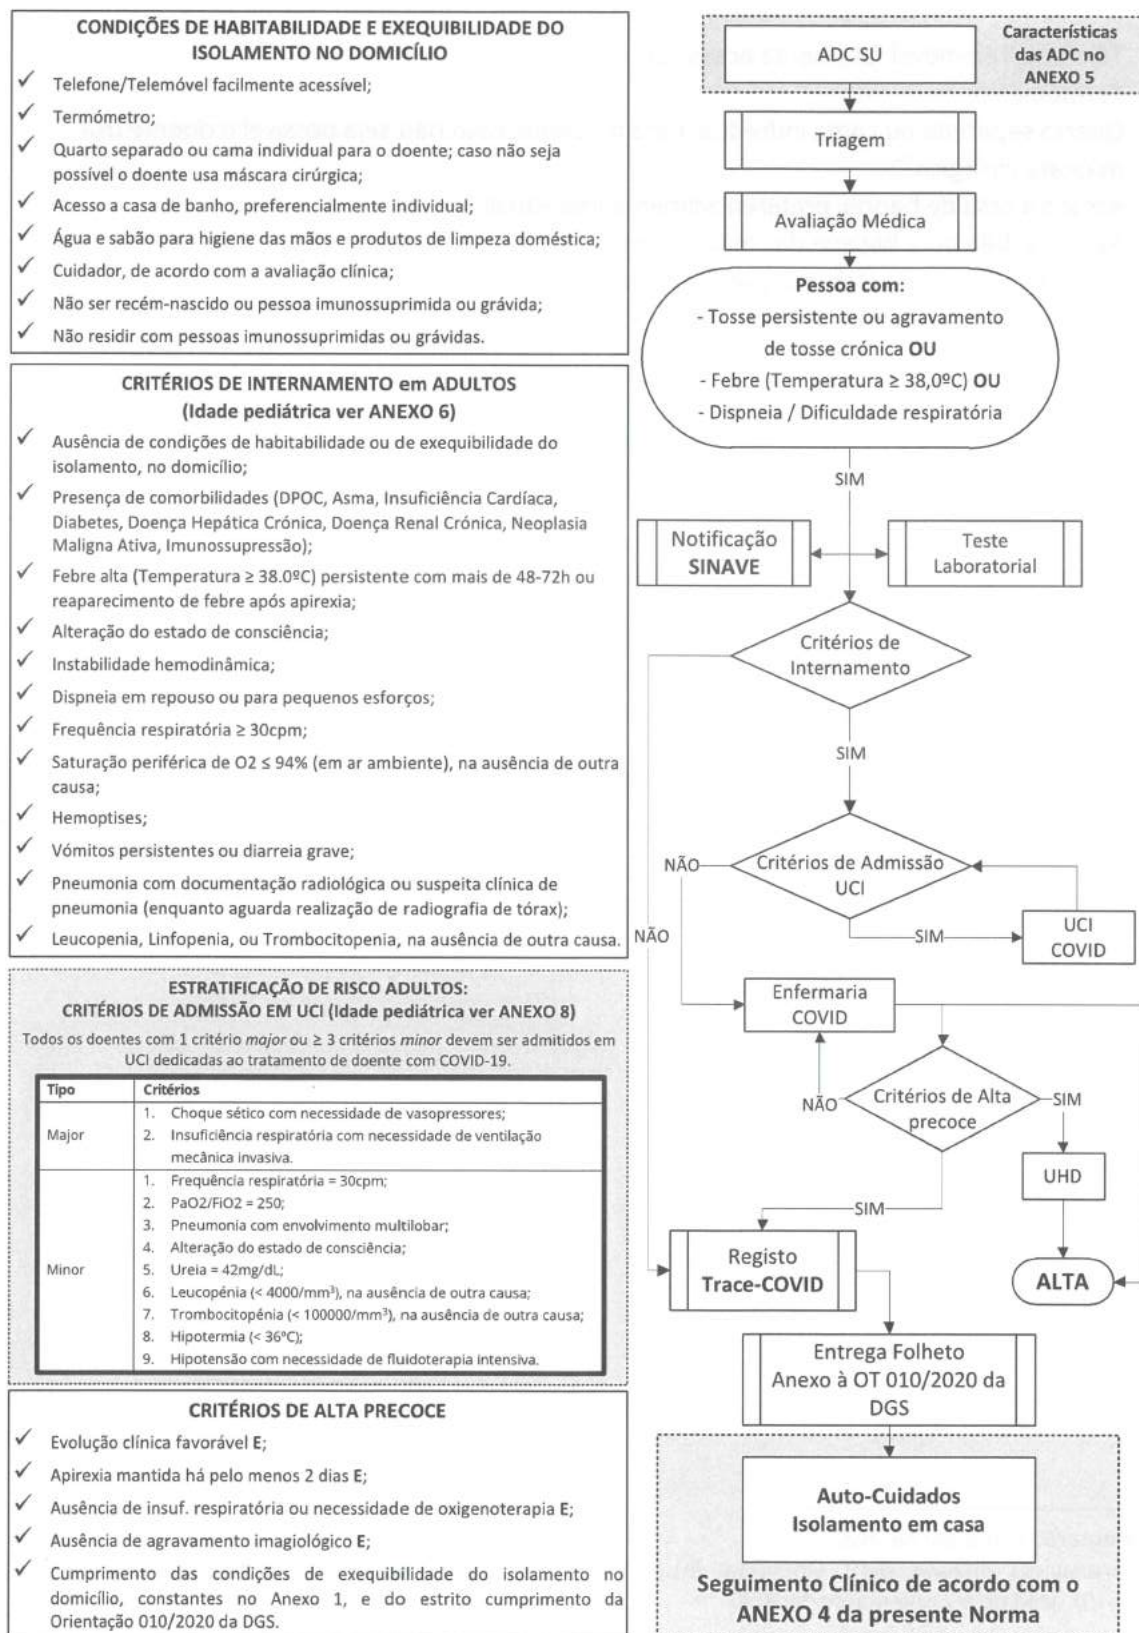 CONDIÇÕES DE HABITABILIDADE E EXEQUIBILIDADE DO
ISOLAMENTO NO DOMICÍLIO
✓ Telefone/Telemóvel facilmente acessível;
✓ Termómetro;
✓ Quarto separado ou cama individual para o doente; caso não seja
possível o doente usa máscara cirúrgica;
✓ Acesso a casa de banho, preferencialmente individual;
✓ Água e sabão para higiene das mãos e produtos de limpeza doméstica;
✓ Cuidador, de acordo com a avaliação clínica;
✓ Não ser recém-nascido ou pessoa imunossuprimida ou grávida;
✓ Não residir com pessoas imunossuprimidas ou grávidas.
CRITÉRIOS DE INTERNAMENTO em ADULTOS
(Idade pediátrica ver ANEXO 6)
✓ Ausência de condições de habitabilidade ou de exequibilidade do
isolamento, no domicílio;
✓ Presença de comorbilidades (DPOC, Asma, Insuficiência Cardíaca,
Diabetes, Doença Hepática Crónica, Doença Renal Crónica, Neoplasia
Maligna Ativa, Imunossupressão);
✓ Febre alta (Temperatura ≥ 38.0ºC) persistente com mais de 48-72h ou
reaparecimento de febre após apirexia;
✓ Alteração do estado de consciência;
✓ Instabilidade hemodinâmica;
✓ Dispneia em repouso ou para pequenos esforços;
✓ Frequência respiratória ≥ 30cpm;
✓ Saturação periférica de O2 ≤ 94% (em ar ambiente), na ausência de outra
causa;
✓ Hemoptises;
✓ Vómitos persistentes ou diarreia grave;
✓ Pneumonia com documentação radiológica ou suspeita clínica de
pneumonia (enquanto aguarda realização de radiografia de tórax);
✓ Leucopenia, Linfopenia, ou Trombocitopenia, na ausência de outra causa.
ESTRATIFICAÇÃO DE RISCO ADULTOS:
CRITÉRIOS DE ADMISSÃO EM UCI (Idade pediátrica ver ANEXO 8)
Todos os doentes com 1 critério major ou ≥ 3 critérios minor devem ser admitidos em
UCI dedicadas ao tratamento de doente com COVID-19.
Tipo Critérios
Major
1. Choque sético com necessidade de vasopressores;
2. Insuficiência respiratória com necessidade de ventilação
mecânica invasiva.
Minor
1. Frequência respiratória = 30cpm;
2. PaO2/FiO2 = 250;
3. Pneumonia com envolvimento multilobar;
4. Alteração do estado de consciência;
5. Ureia = 42mg/dL;
6. Leucopénia (< 4000/mm³), na ausência de outra causa;
7. Trombocitopénia (< 100000/mm³), na ausência de outra causa;
8. Hipotermia (< 36ºC);
9. Hipotensão com necessidade de fluidoterapia intensiva.
CRITÉRIOS DE ALTA PRECOCE
✓ Evolução clínica favorável E;
✓ Apirexia mantida há pelo menos 2 dias E;
✓ Ausência de insuf. respiratória ou necessidade de oxigenoterapia E;
✓ Ausência de agravamento imagiológico E;
✓ Cumprimento das condições de exequibilidade do isolamento no
domicílio, constantes no Anexo 1, e do estrito cumprimento da
Orientação 010/2020 da DGS.
ADC SU
Características
das ADC no
ANEXO 5
Triagem
Avaliação Médica
Pessoa com:
- Tosse persistente ou agravamento
de tosse crónica OU
- Febre (Temperatura ≥ 38,0ºC) OU
- Dispneia / Dificuldade respiratória
SIM
Notificação
SINAVE
Teste
Laboratorial
Critérios de
Internamento
SIM
NÃO
Critérios de Admissão
UCI
NÃO
SIM
UCI
COVID
Enfermaria
COVID
Critérios de Alta
precoce
NÃO
SIM
UHD
SIM
Registo
Trace-COVID
ALTA
Entrega Folheto
Anexo à OT 010/2020 da
DGS
Auto-Cuidados
Isolamento em casa
Seguimento Clínico de acordo com o
ANEXO 4 da presente Norma